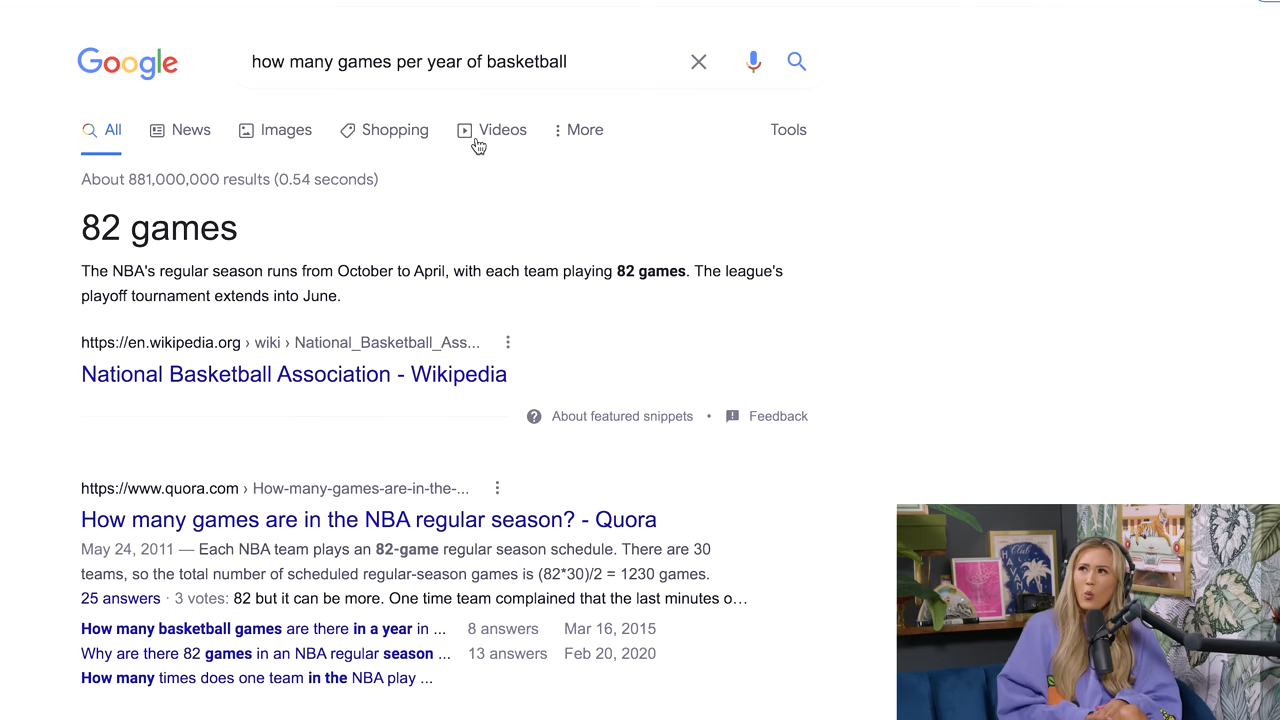 Google
how many games per year of basketball
All News Images Shopping Videos More Tools
About 881,000,000 results (0.54 seconds)
82 games
The NBA's regular season runs from October to April, with each team playing 82 games. The league's
playoff tournament extends into June.
https://en.wikipedia.org › wiki › National_Basketball_Ass...
National Basketball Association - Wikipedia
About featured snippets • Feedback
https://www.quora.com › How-many-games-are-in-the-...
How many games are in the NBA regular season? - Quora
May 24, 2011 — Each NBA team plays an 82-game regular season schedule. There are 30
teams, so the total number of scheduled regular-season games is (82*30)/2 = 1230 games.
25 answers · 3 votes: 82 but it can be more. One time team complained that the last minutes o…
How many basketball games are there in a year in ... 8 answers Mar 16, 2015
Why are there 82 games in an NBA regular season ... 13 answers Feb 20, 2020
How many times does one team in the NBA play ...